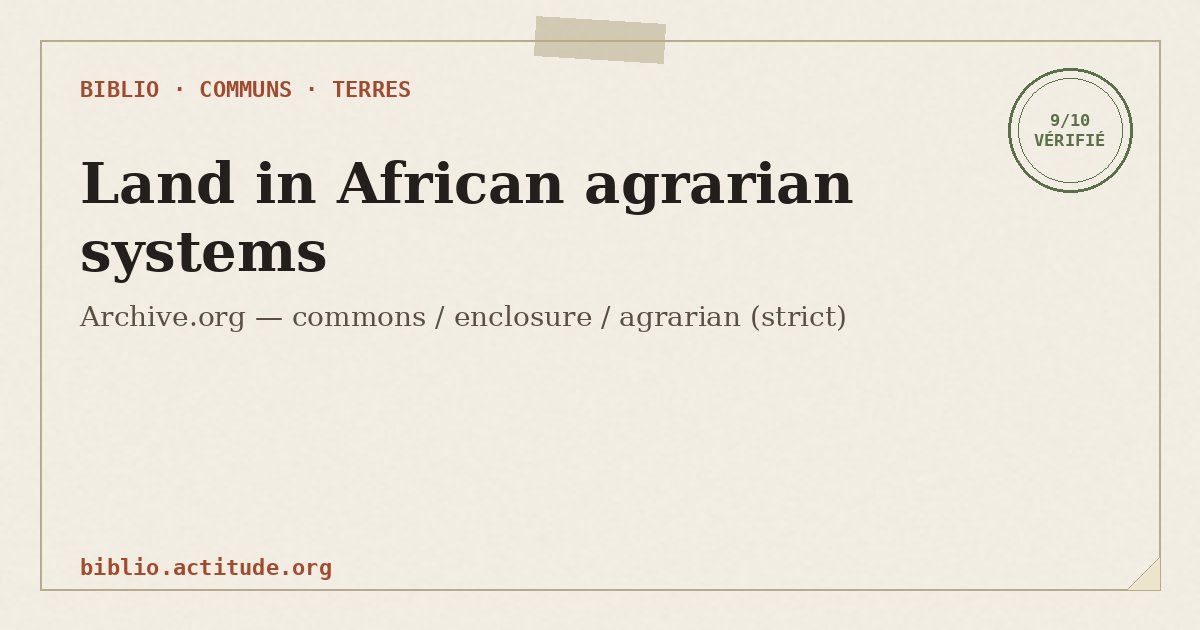 BIBLIO · COMMUNS · TERRES
9/10
VÉRIFIÉ
Land in African agrarian
systems
Archive.org — commons / enclosure / agrarian (strict)
biblio.actitude.org